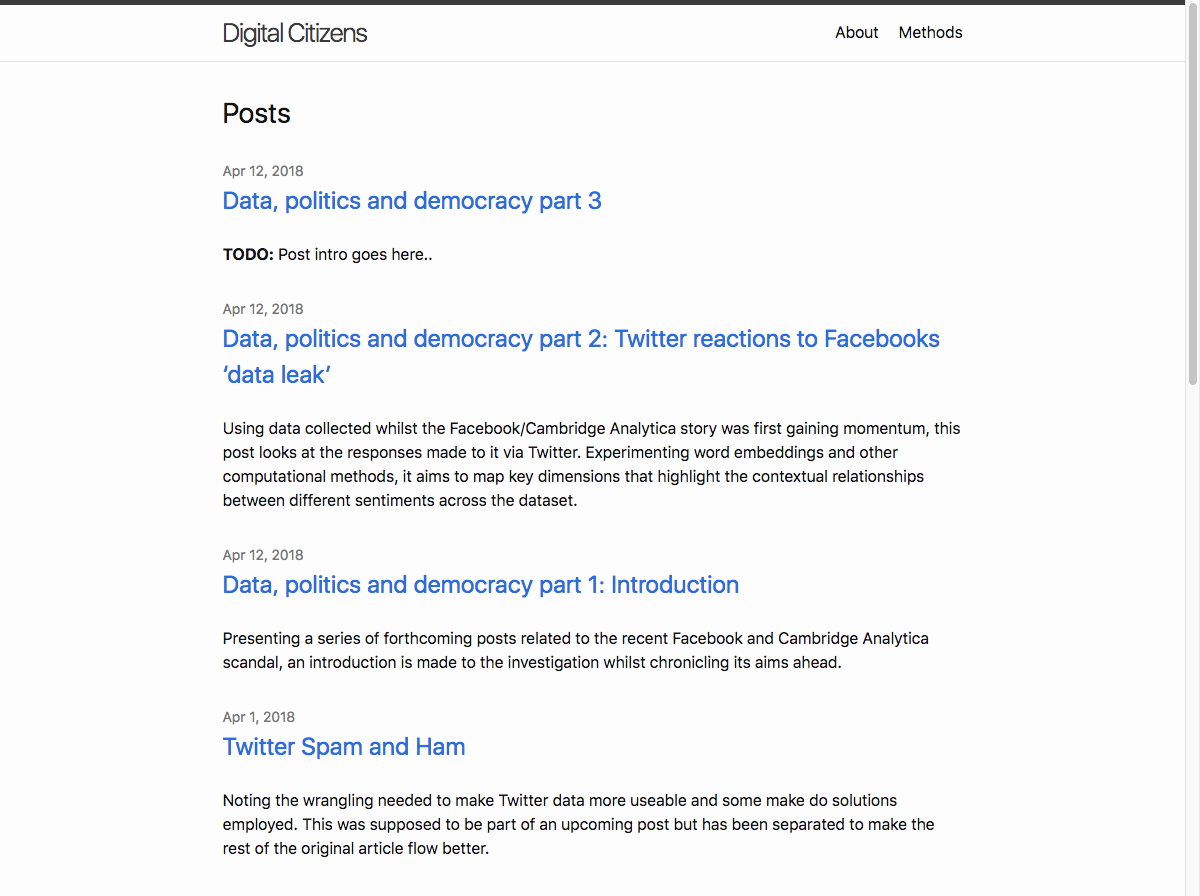 Digital Citizens
About Methods
Posts
Apr 12, 2018
Data, politics and democracy part 3
TODO: Post intro goes here..
Apr 12, 2018
Data, politics and democracy part 2: Twitter reactions to Facebooks
‘data leak‘
Using data collected whilst the Facebook/Cambridge Analytica story was first gaining momentum, this
post looks at the responses made to it via Twitter. Experimenting word embeddings and other
computational methods, it aims to map key dimensions that highlight the contextual relationships
between different sentiments across the dataset.
Apr 12, 2018
Data, politics and democracy part 1: Introduction
Presenting a series of forthcoming posts related to the recent Facebook and Cambridge Analytica
scandal, an introduction is made to the investigation whilst chronicling its aims ahead.
Apr 1, 2018
Twitter Spam and Ham
Noting the wrangling needed to make Twitter data more useable and some make do solutions
employed. This was supposed to be part of an upcoming post but has been separated to make the
rest of the original article flow better.